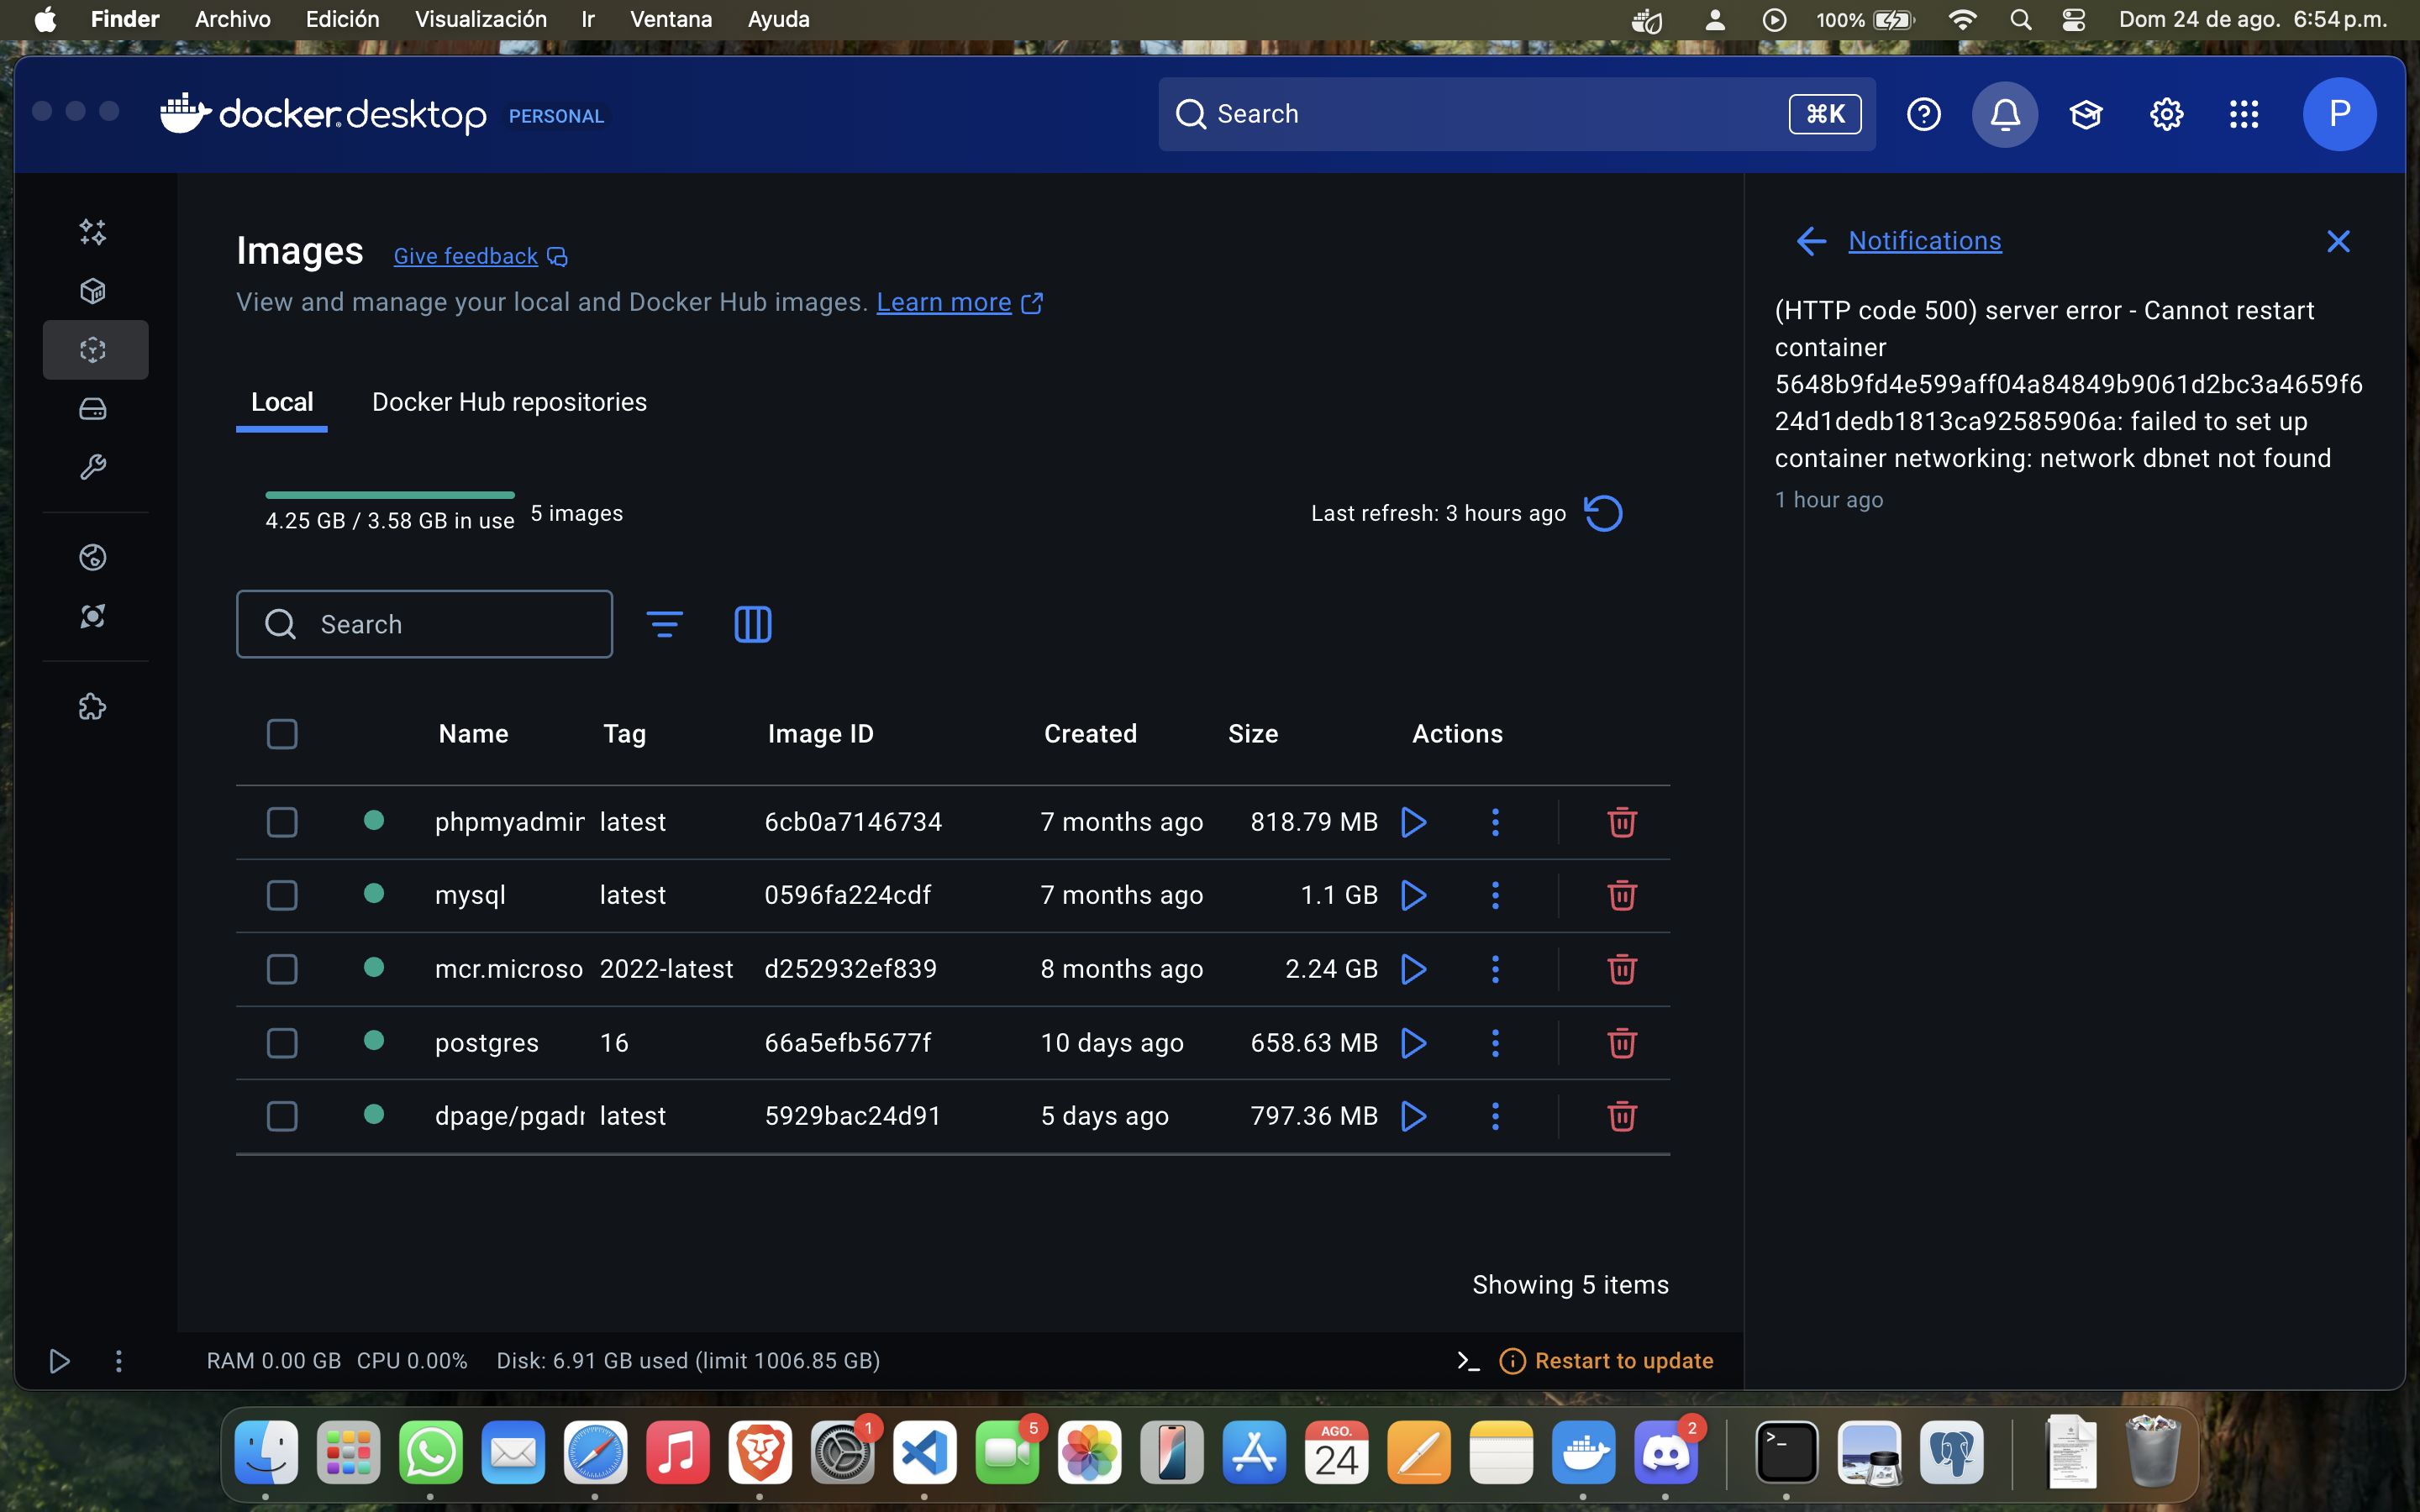 Finder Archivo Edición Visualización Ir Ventana Ayuda 100% Dom 24 de ago. 6:54 p.m.
docker desktop PERSONAL Search ⌘K P
Images Give feedback
View and manage your local and Docker Hub images. Learn more
Local Docker Hub repositories
4.25 GB / 3.58 GB in use 5 images Last refresh: 3 hours ago
Search
Name Tag Image ID Created Size Actions
phpmyadmin latest 6cb0a7146734 7 months ago 818.79 MB
mysql latest 0596fa224cdf 7 months ago 1.1 GB
mcr.microso 2022-latest d252932ef839 8 months ago 2.24 GB
postgres 16 66a5efb5677f 10 days ago 658.63 MB
dpage/pgadr latest 5929bac24d91 5 days ago 797.36 MB
Showing 5 items
Notifications
(HTTP code 500) server error - Cannot restart
container
5648b9fd4e599aff04a84849b9061d2bc3a4659f6
24d1dedb1813ca92585906a: failed to set up
container networking: network dbnet not found
1 hour ago
RAM 0.00 GB CPU 0.00% Disk: 6.91 GB used (limit 1006.85 GB) Restart to update
1 5 AGO. 24 2